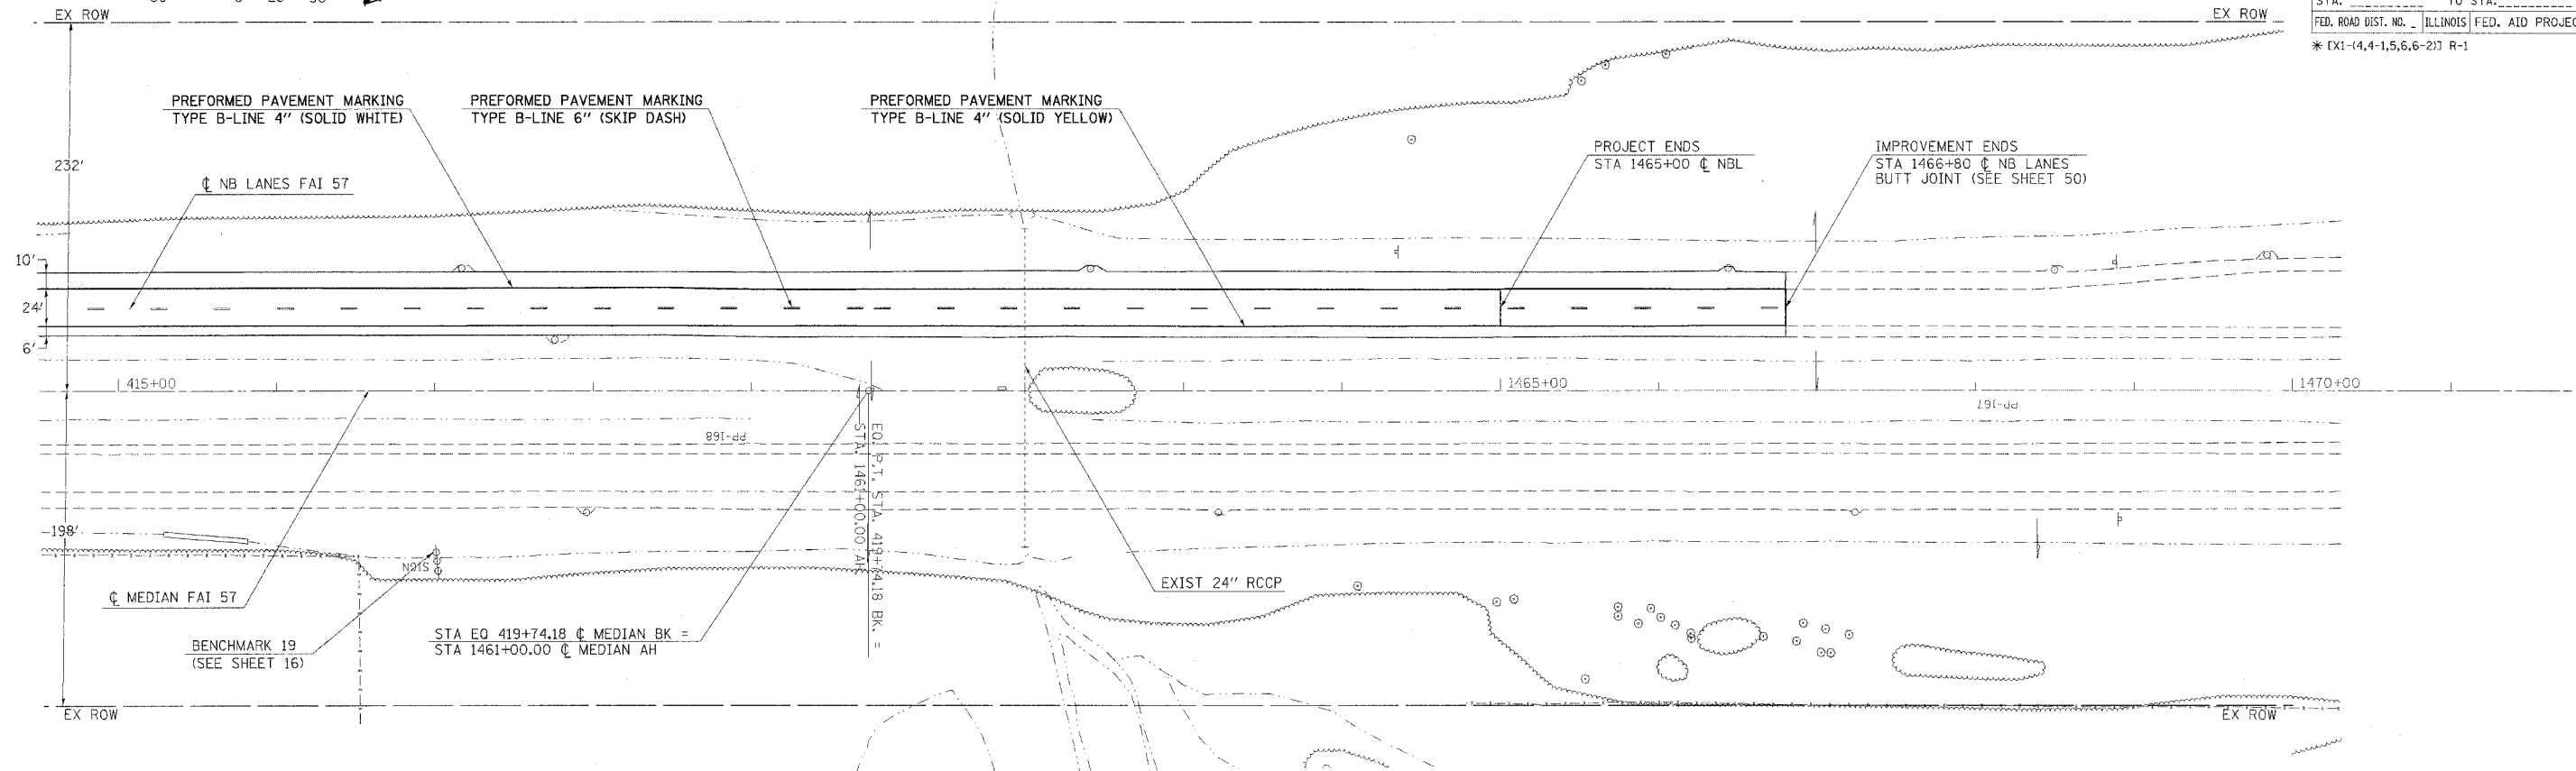 EX ROW
EX ROW
STA. TO STA.
FED. ROAD DIST. NO. _ ILLINOIS FED. AID PROJEC
* [X1-(4,4-1,5,6,6-2)] R-1
PREFORMED PAVEMENT MARKING
TYPE B-LINE 4" (SOLID WHITE)
PREFORMED PAVEMENT MARKING
TYPE B-LINE 6" (SKIP DASH)
PREFORMED PAVEMENT MARKING
TYPE B-LINE 4" (SOLID YELLOW)
PROJECT ENDS
STA 1465+00 ℄ NBL
IMPROVEMENT ENDS
STA 1466+80 ℄ NB LANES
BUTT JOINT (SEE SHEET 50)
232'
℄ NB LANES FAI 57
10'
24'
6'
415+00
1465+00
1470+00
PP-168
PP-167
EQ. P.T. STA. 419+74.18 BK. =
STA. 1461+00.00 AH
198'
SIGN
℄ MEDIAN FAI 57
EXIST 24" RCCP
BENCHMARK 19
(SEE SHEET 16)
STA EQ 419+74.18 ℄ MEDIAN BK =
STA 1461+00.00 ℄ MEDIAN AH
EX ROW
EX ROW